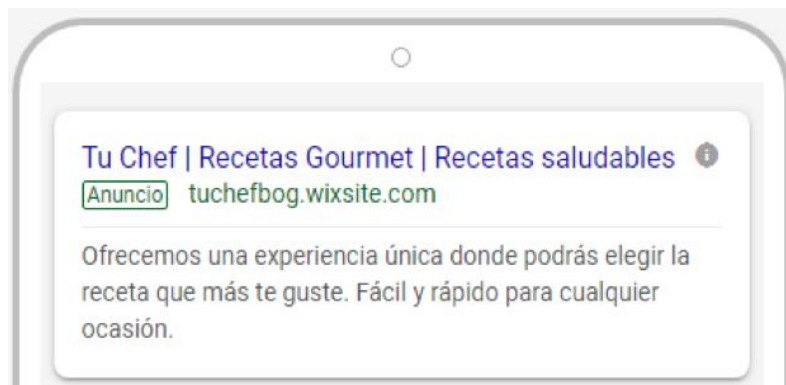 Tu Chef | Recetas Gourmet | Recetas saludables
Anuncio tuchefbog.wixsite.com
Ofrecemos una experiencia única donde podrás elegir la
receta que más te guste. Fácil y rápido para cualquier
ocasión.